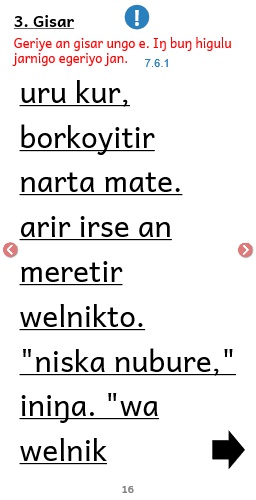 3. Gisar
!
Geriye an gisar ungo e. Iŋ buŋ higulu
jarnigo egeriyo jan.
7.6.1
uru kur,
borkoyitir
narta mate.
arir irse an
meretir
welnikto.
"niska nubure,"
iniŋa. "wa
welnik
16